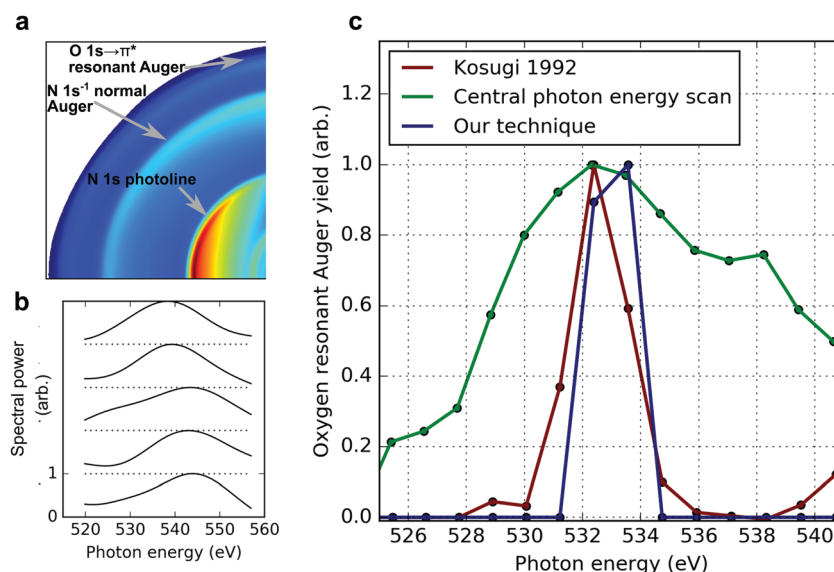 a
O 1s→π*
resonant Auger
N 1s⁻¹ normal
Auger
N 1s photoline
b
Spectral power
(arb.)
1
0
520 530 540 550 560
Photon energy (eV)
c
Kosugi 1992
Central photon energy scan
Our technique
Oxygen resonant Auger yield (arb.)
1.2
1.0
0.8
0.6
0.4
0.2
0.0
526 528 530 532 534 536 538 540
Photon energy (eV)